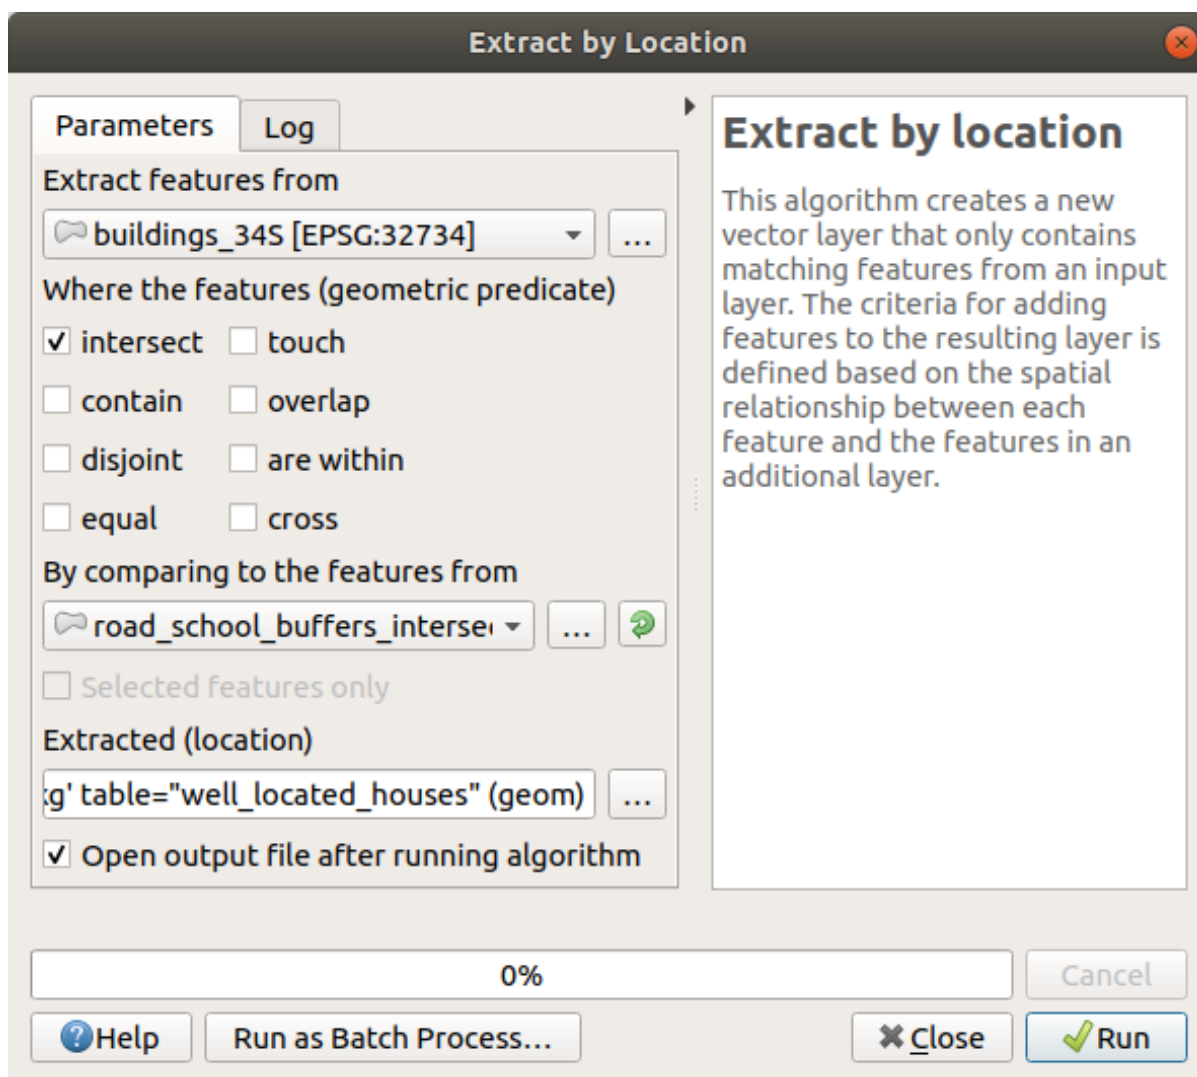 Extract by Location
Parameters
Log
Extract features from
buildings_34S [EPSG:32734]
...
Where the features (geometric predicate)
intersect
touch
contain
overlap
disjoint
are within
equal
cross
By comparing to the features from
road_school_buffers_interse
...
Selected features only
Extracted (location)
g' table="well_located_houses" (geom)
...
Open output file after running algorithm
Extract by location
This algorithm creates a new
vector layer that only contains
matching features from an input
layer. The criteria for adding
features to the resulting layer is
defined based on the spatial
relationship between each
feature and the features in an
additional layer.
0%
Cancel
Help
Run as Batch Process...
Close
Run